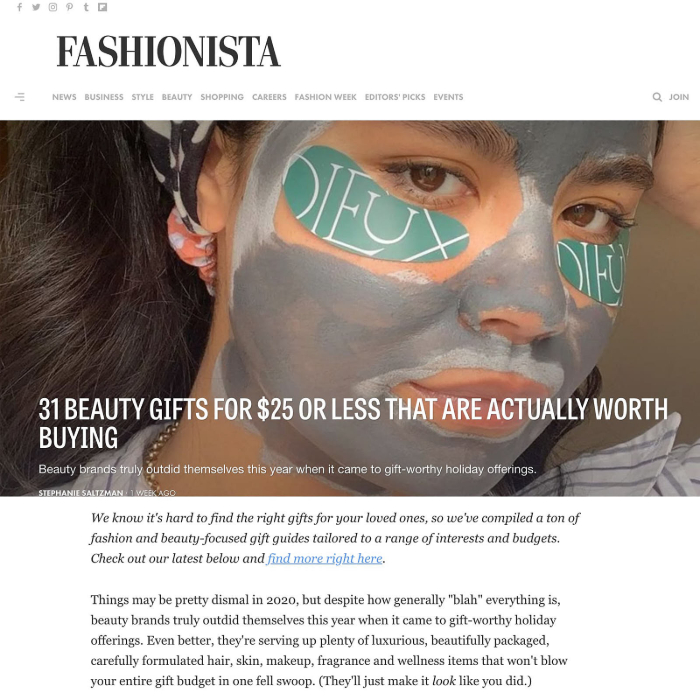 FASHIONISTA
NEWS BUSINESS STYLE BEAUTY SHOPPING CAREERS FASHION WEEK EDITORS' PICKS EVENTS JOIN
DIEUX
DIEU
31 BEAUTY GIFTS FOR $25 OR LESS THAT ARE ACTUALLY WORTH
BUYING
Beauty brands truly outdid themselves this year when it came to gift-worthy holiday offerings.
STEPHANIE SALTZMAN · 1 WEEK AGO
We know it's hard to find the right gifts for your loved ones, so we've compiled a ton of
fashion and beauty-focused gift guides tailored to a range of interests and budgets.
Check out our latest below and find more right here.
Things may be pretty dismal in 2020, but despite how generally "blah" everything is,
beauty brands truly outdid themselves this year when it came to gift-worthy holiday
offerings. Even better, they're serving up plenty of luxurious, beautifully packaged,
carefully formulated hair, skin, makeup, fragrance and wellness items that won't blow
your entire gift budget in one fell swoop. (They'll just make it look like you did.)